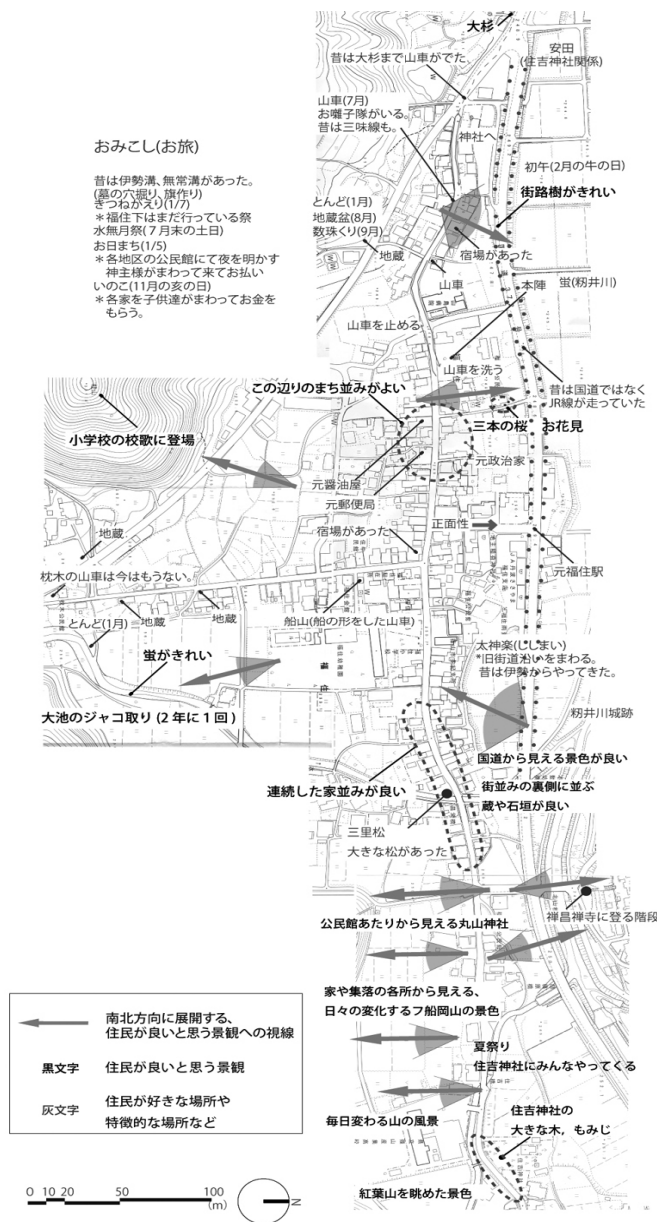 大杉
安田
(住吉神社関係)
昔は大杉まで山車がでた
山車(7月)
お囃子隊がいる。
昔は三味線も。
神社へ
おみこし(お旅)
昔は伊勢溝、無常溝があった。
(墓の穴掘り、旗作り)
きつねがえり(1/7)
＊福住下はまだ行っている祭
水無月祭(７月末の土日)
お日まち(1/5)
＊各地区の公民館にて夜を明かす
神主様がまわって来てお払い
いのこ(11月の亥の日)
＊各家を子供達がまわってお金を
もらう。
初午(2月の牛の日)
街路樹がきれい
とんど(1月)
地蔵盆(8月)
数珠くり(9月)
地蔵
宿場があった
山車
蛍(籾井川)
本陣
山車を止める
山車を洗う
昔は国道ではなく
JR線が走っていた
この辺りのまち並みがよい
三本の桜　お花見
小学校の校歌に登場
元政治家
元醤油屋
元郵便局
正面性
宿場があった
元福住駅
地蔵
枕木の山車は今はもうない。
地蔵
地蔵
とんど(1月)
船山(船の形をした山車)
太神楽(ししまい)
*旧街道沿いをまわる。
昔は伊勢からやってきた。
蛍がきれい
福住
大池のジャコ取り(２年に１回)
籾井川城跡
国道から見える景色が良い
連続した家並みが良い
街並みの裏側に並ぶ
蔵や石垣が良い
三里松
大きな松があった
禅昌禅寺に登る階段
公民館あたりから見える丸山神社
家や集落の各所から見える、
日々の変化するフ船岡山の景色
夏祭り
住吉神社にみんなやってくる
毎日変わる山の風景
住吉神社の
大きな木，もみじ
紅葉山を眺めた景色
南北方向に展開する、
住民が良いと思う景観への視線
黒文字　住民が良いと思う景観
灰文字　住民が好きな場所や
特徴的な場所など
0 10 20 50 100
(m)
N